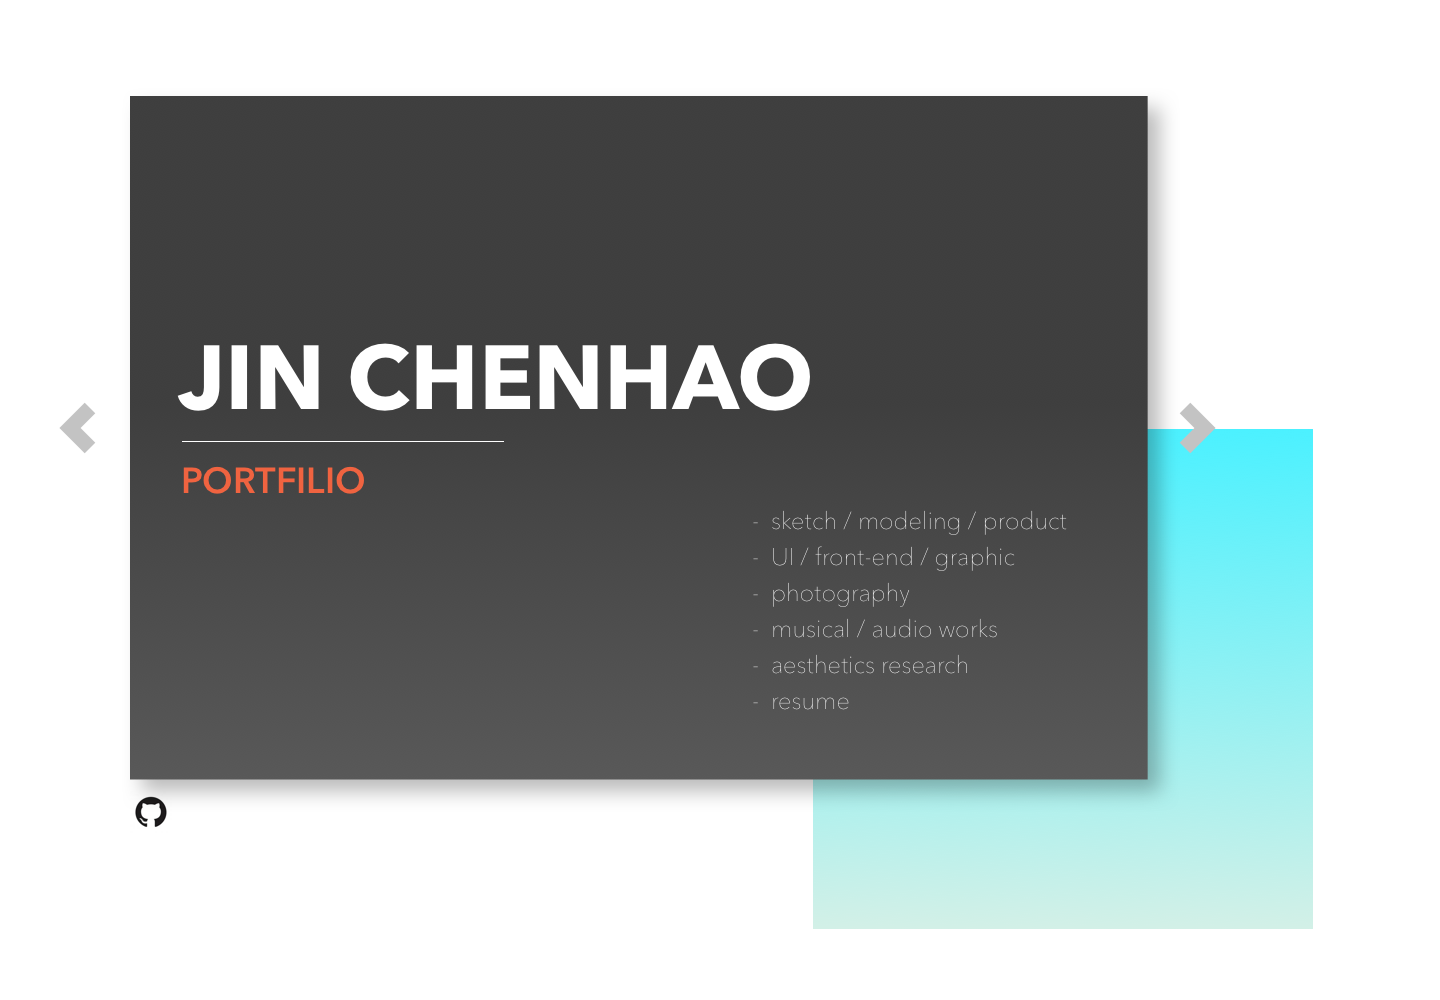 JIN CHENHAO
PORTFILIO
- sketch / modeling / product
- UI / front-end / graphic
- photography
- musical / audio works
- aesthetics research
- resume